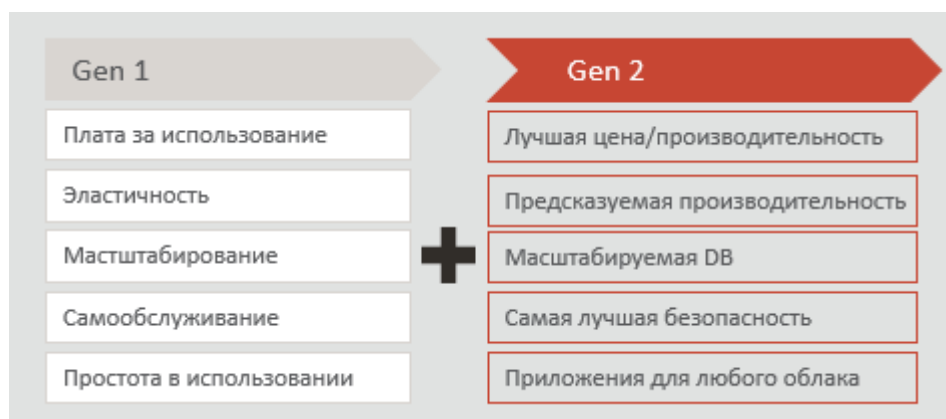 Gen 1
Плата за использование
Эластичность
Мастштабирование
Самообслуживание
Простота в использовании
Gen 2
Лучшая цена/производительность
Предсказуемая производительность
Масштабируемая DB
Самая лучшая безопасность
Приложения для любого облака